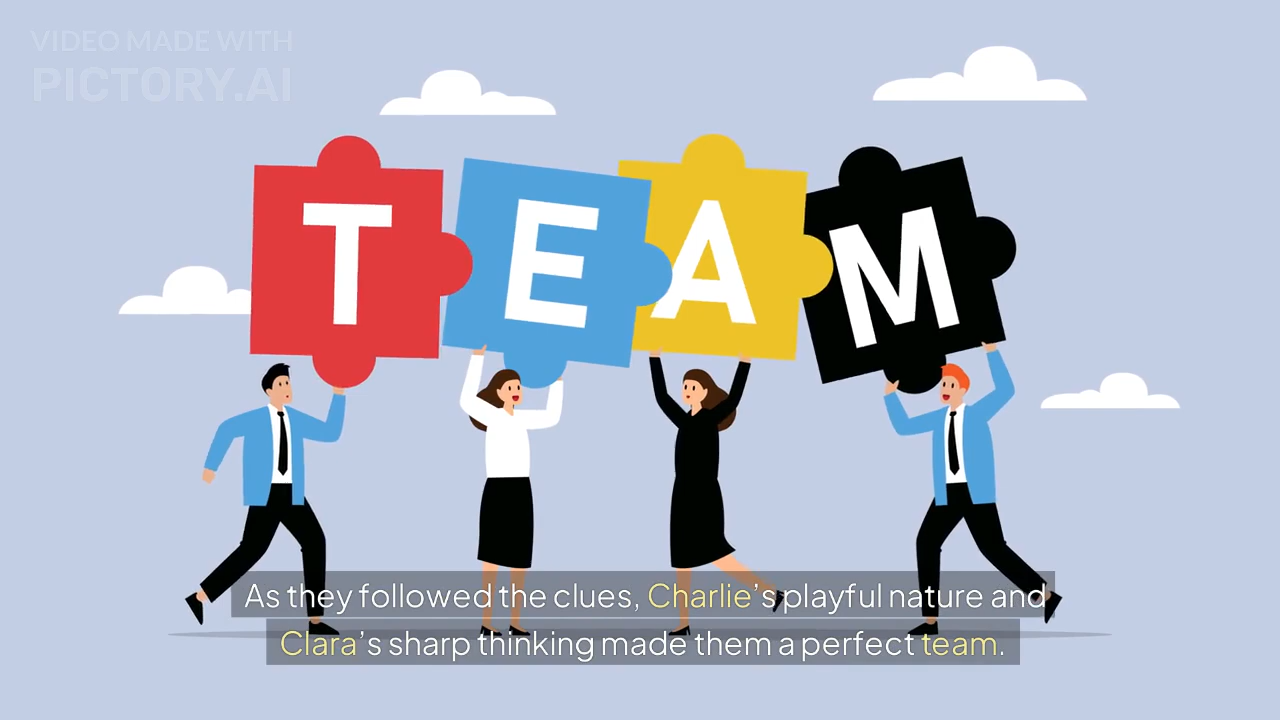 VIDEO MADE WITH
PICTORY.AI
TEAM
As they followed the clues, Charlie's playful nature and
Clara's sharp thinking made them a perfect team.